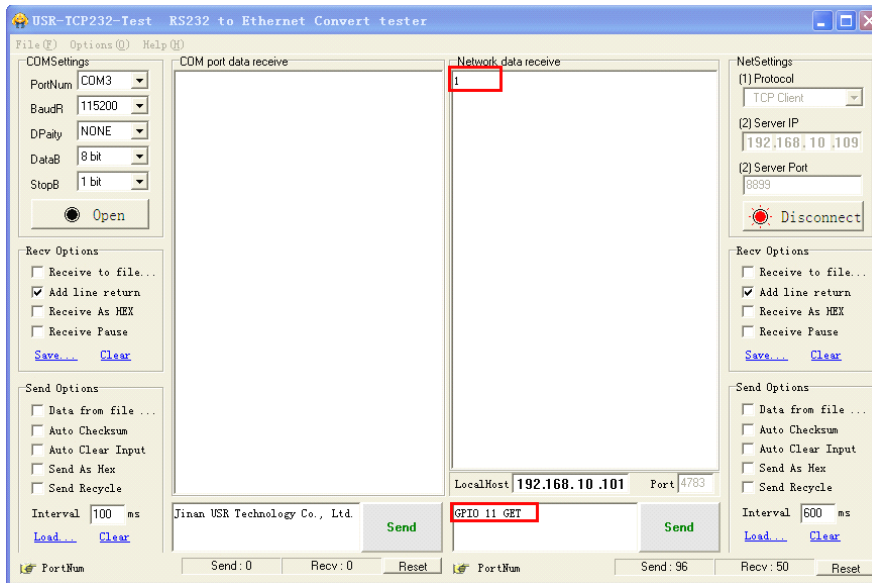 USR-TCP232-Test   RS232 to Ethernet Convert tester
File(F)  Options(O)  Help(H)
COMSettings
PortNum COM3
BaudR 115200
DPaity NONE
DataB 8 bit
StopB 1 bit
Open
Recv Options
Receive to file...
Add line return
Receive As HEX
Receive Pause
Save...   Clear
Send Options
Data from file ...
Auto Checksum
Auto Clear Input
Send As Hex
Send Recycle
Interval 100 ms
Load...   Clear
COM port data receive
Jinan USR Technology Co., Ltd.
Send
Network data receive
1
LocalHost 192.168.10.101 Port 4783
GPIO 11 GET
Send
NetSettings
(1) Protocol
TCP Client
(2) Server IP
192.168.10.109
(2) Server Port
8899
Disconnect
Recv Options
Receive to file...
Add line return
Receive As HEX
Receive Pause
Save...   Clear
Send Options
Data from file ...
Auto Checksum
Auto Clear Input
Send As Hex
Send Recycle
Interval 600 ms
Load...   Clear
PortNum   Send : 0   Recv : 0   Reset
PortNum   Send : 96   Recv : 50   Reset